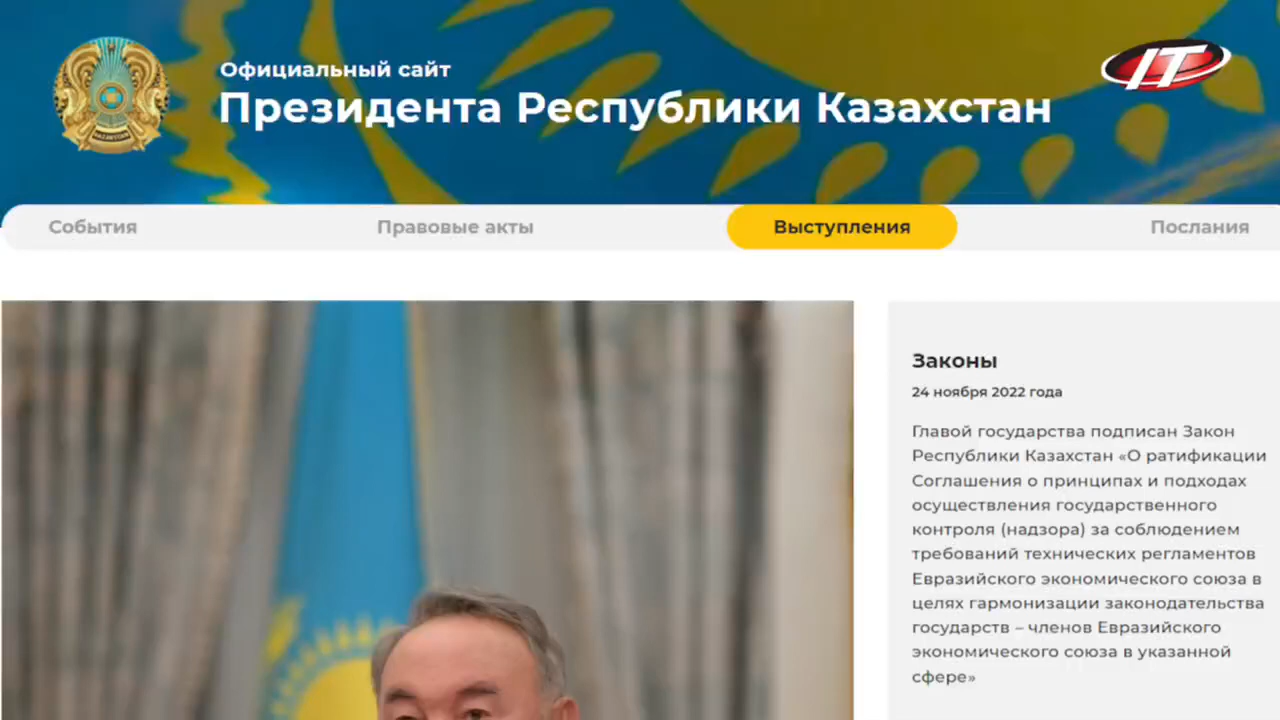 Официальный сайт
Президента Республики Казахстан
IT
События
Правовые акты
Выступления
Послания
Законы
24 ноября 2022 года
Главой государства подписан Закон
Республики Казахстан «О ратификации
Соглашения о принципах и подходах
осуществления государственного
контроля (надзора) за соблюдением
требований технических регламентов
Евразийского экономического союза в
целях гармонизации законодательства
государств – членов Евразийского
экономического союза в указанной
сфере»